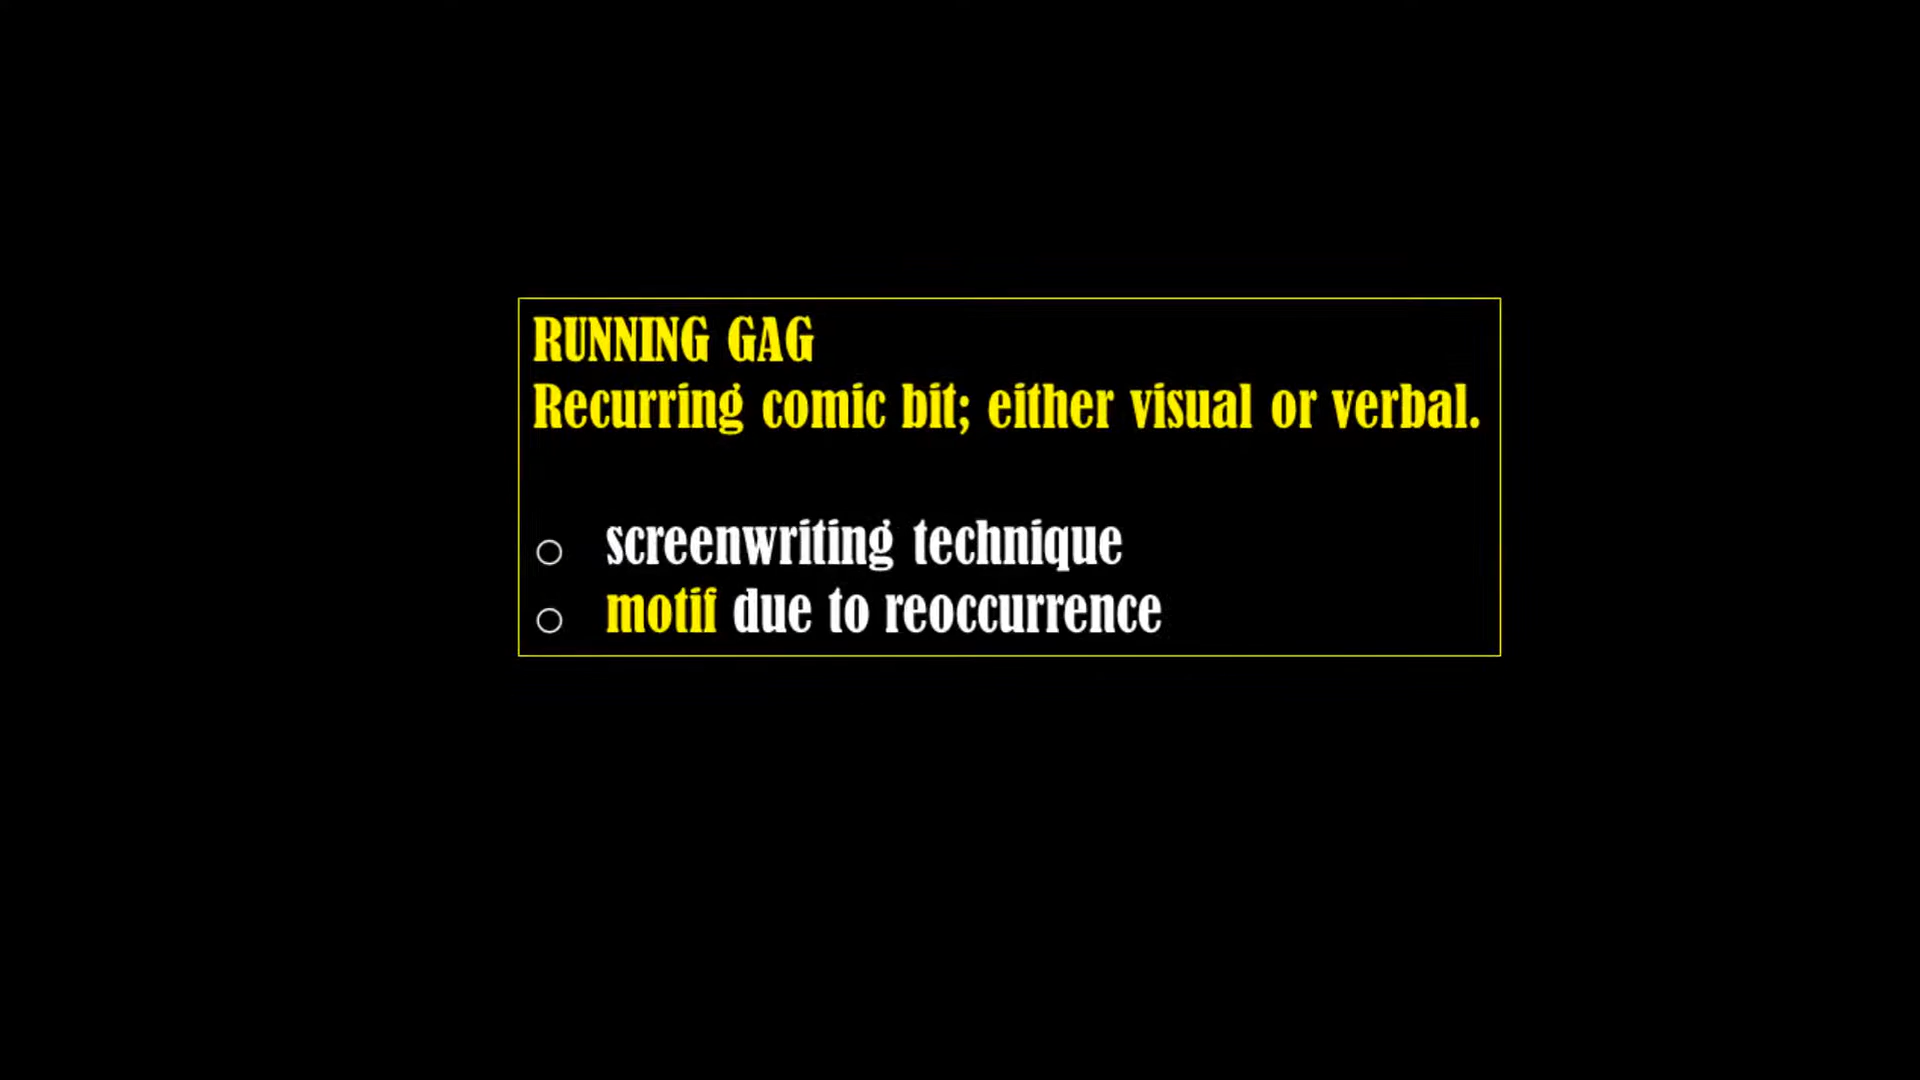 RUNNING GAG
Recurring comic bit; either visual or verbal.
○ screenwriting technique
○ motif due to reoccurrence